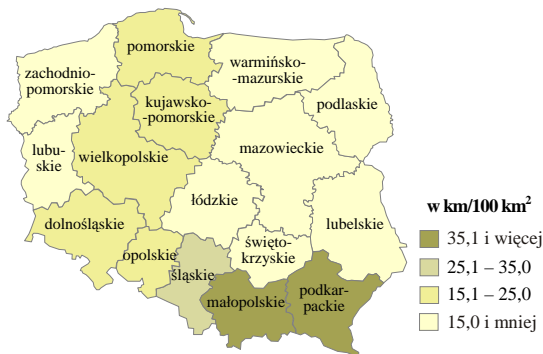 pomorskie
warmińsko-
-mazurskie
zachodnio-
pomorskie
podlaskie
kujawsko-
-pomorskie
lubu-
skie
wielkopolskie
mazowieckie
łódzkie
dolnośląskie
lubelskie
opolskie
śląskie
święto-
krzyskie
małopolskie
podkar-
packie
w km/100 km²
35,1 i więcej
25,1 – 35,0
15,1 – 25,0
15,0 i mniej